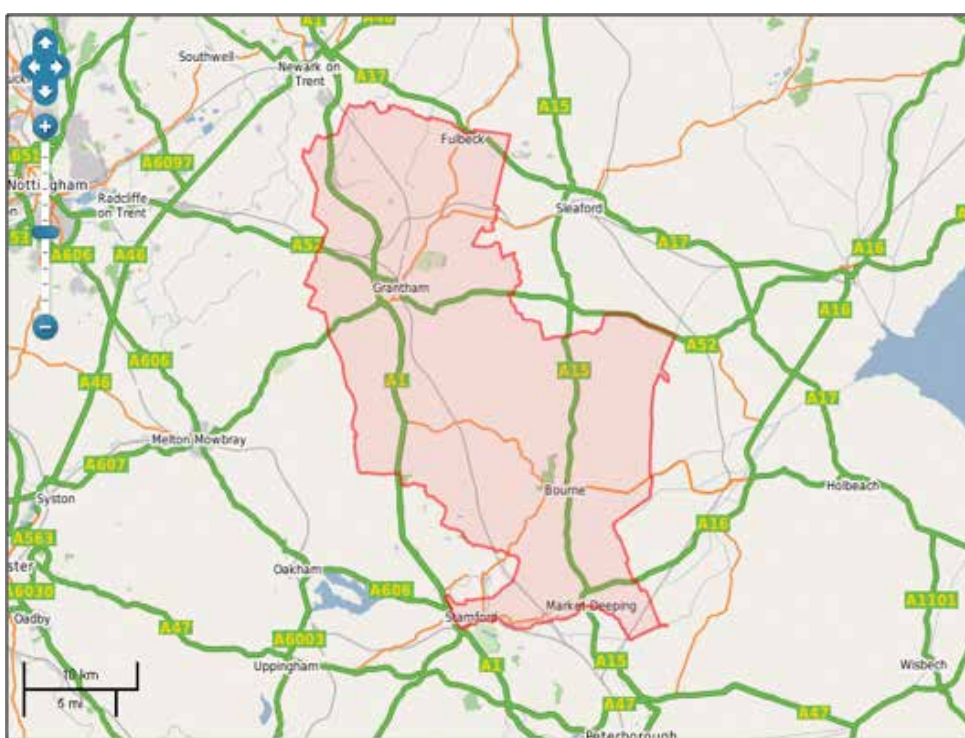 A1
A46
Southwell
Newark on
Trent
A17
A15
Fulbeck
A6097
Nottingham
Radcliffe
on Trent
Sleaford
A52
A17
A16
A606
A46
Grantham
A16
A52
A606
A1
A15
A46
A17
Melton Mowbray
A607
Syston
Bourne
Holbeach
A16
A563
Oakham
A606
A6030
Market Deeping
A1101
Oadby
Stamford
A47
A6003
Uppingham
A1
A15
Wisbech
10 km
5 mi
A47
A47
Peterborough